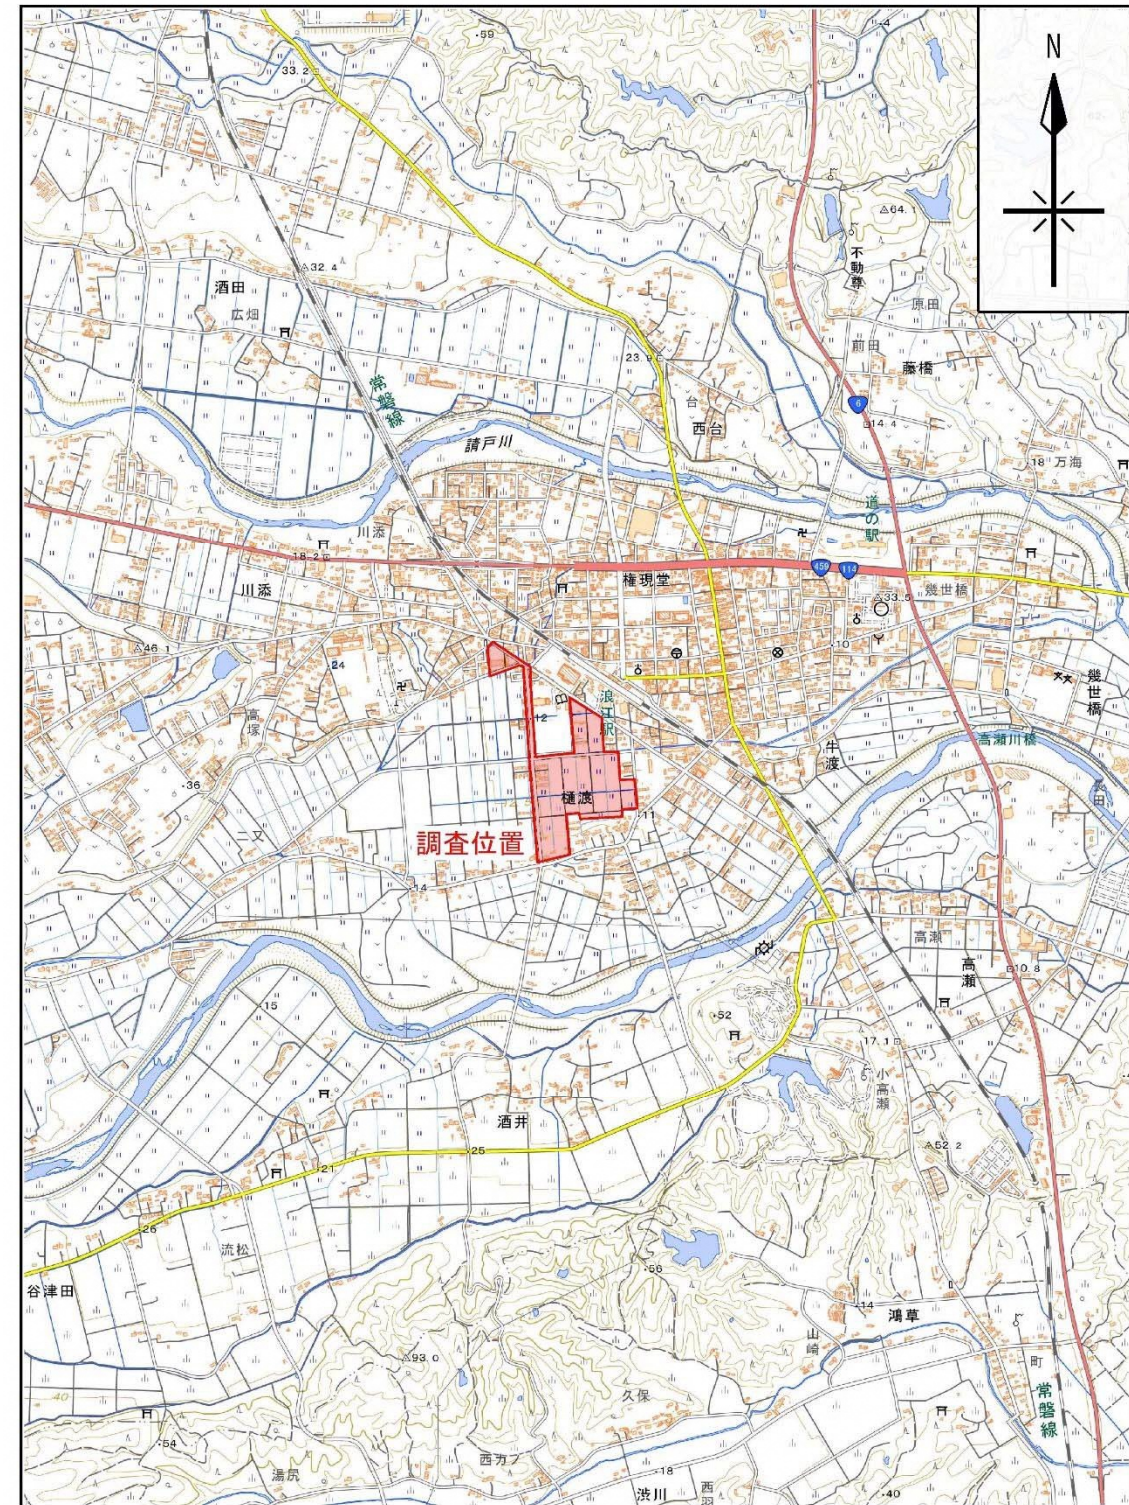 N
59
4
33.2
64.1
不動尊
32.4
酒田
広畑
原田
前田
藤橋
23.9
常磐線
台
西台
6
14.4
請戸川
18
万海
道の駅
川添
18.2
権現堂
459
114
川添
33.5
幾世橋
46.1
24
10
高塚
浪江駅
幾世橋
12
牛渡
高瀬川橋
36
樋渡
長田
11
二又
調査位置
14
高瀬
高瀬
10.8
15
52
17.1
小高瀬
酒井
25
52.2
21
26
流松
56
谷津田
14
鴻草
山崎
93.0
町
常磐線
40
久保
54
湯尻
18
渋川
40